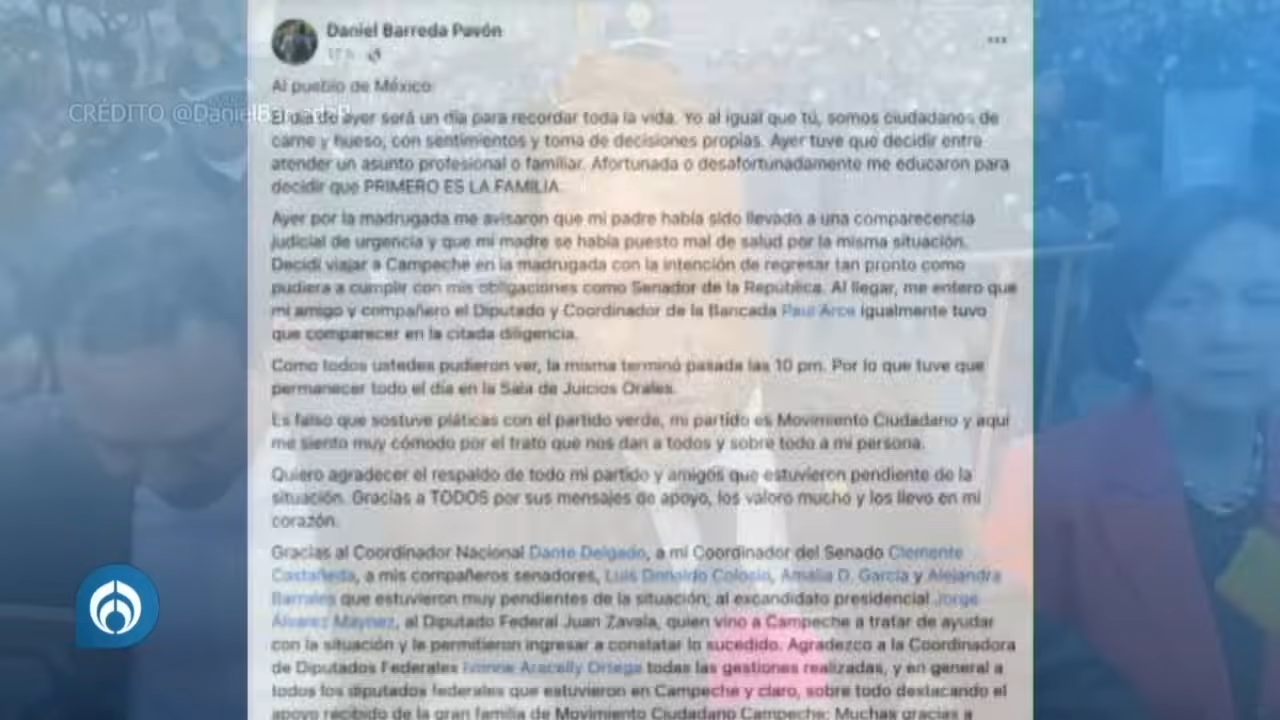 Daniel Barreda Pavón
17 h
CRÉDITO @DanielBarredaP
Al pueblo de México:
El día de ayer será un día para recordar toda la vida. Yo al igual que tú, somos ciudadanos de
carne y hueso, con sentimientos y toma de decisiones propias. Ayer tuve que decidir entre
atender un asunto profesional o familiar. Afortunada o desafortunadamente me educaron para
decidir que PRIMERO ES LA FAMILIA.
Ayer por la madrugada me avisaron que mi padre había sido llevado a una comparecencia
judicial de urgencia y que mi madre se había puesto mal de salud por la misma situación.
Decidí viajar a Campeche en la madrugada con la intención de regresar tan pronto como
pudiera a cumplir con mis obligaciones como Senador de la República. Al llegar, me entero que
mi amigo y compañero el Diputado y Coordinador de la Bancada Paul Arce igualmente tuvo
que comparecer en la citada diligencia.
Como todos ustedes pudieron ver, la misma terminó pasada las 10 pm. Por lo que tuve que
permanecer todo el día en la Sala de Juicios Orales.
Es falso que sostuve pláticas con el partido verde, mi partido es Movimiento Ciudadano y aquí
me siento muy cómodo por el trato que nos dan a todos y sobre todo a mi persona.
Quiero agradecer el respaldo de todo mi partido y amigos que estuvieron pendiente de la
situación. Gracias a TODOS por sus mensajes de apoyo, los valoro mucho y los llevo en mi
corazón.
Gracias al Coordinador Nacional Dante Delgado, a mi Coordinador del Senado Clemente
Castañeda, a mis compañeros senadores, Luis Donaldo Colosio, Amalia D. García y Alejandra
Barrales que estuvieron muy pendientes de la situación; al excandidato presidencial Jorge
Álvarez Máynez, al Diputado Federal Juan Zavala, quien vino a Campeche a tratar de ayudar
con la situación y le permitieron ingresar a constatar lo sucedido. Agradezco a la Coordinadora
de Diputados Federales Ivonne Aracelly Ortega todas las gestiones realizadas, y en general a
todos los diputados federales que estuvieron en Campeche y claro, sobre todo destacando el
apoyo recibido de la gran familia de Movimiento Ciudadano Campeche: Muchas gracias a